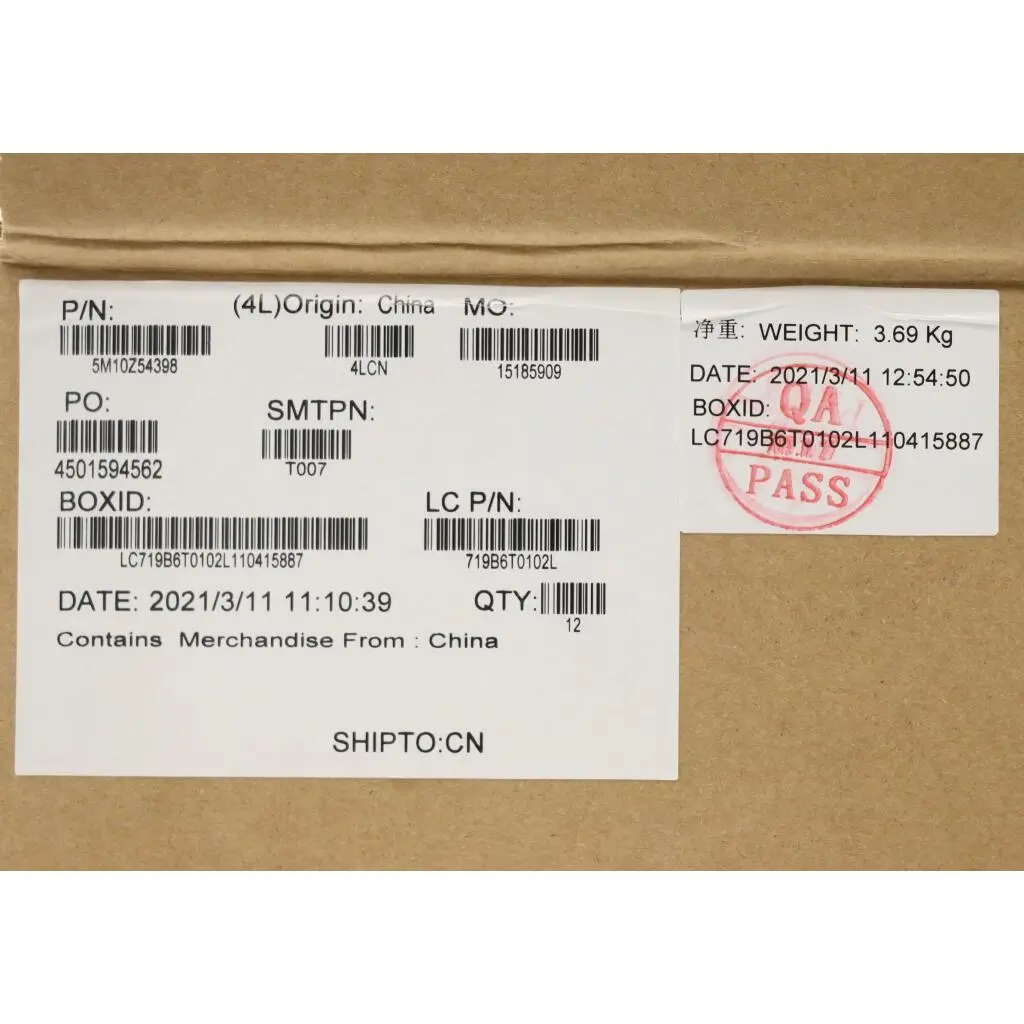 P/N: (4L)Origin: China MO:
5M10Z54398 4LCN 15185909
PO: SMTPN:
4501594562 T007
BOXID: LC P/N:
LC719B6T0102L110415887 719B6T0102L
DATE: 2021/3/11 11:10:39 QTY:
12
Contains Merchandise From : China
SHIPTO:CN
净重: WEIGHT: 3.69 Kg
DATE: 2021/3/11 12:54:50
BOXID:
LC719B6T0102L110415887
QA
PASS